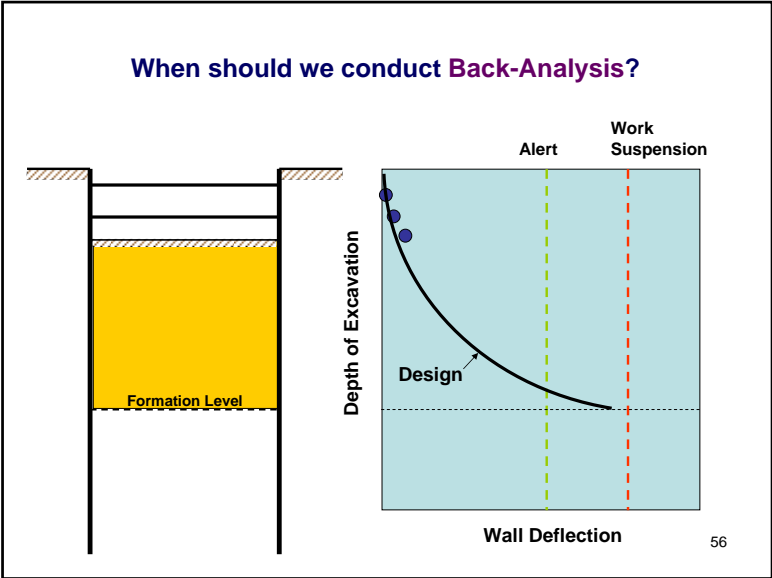 When should we conduct Back-Analysis?
Alert
Work
Suspension
Depth of Excavation
Design
Formation Level
Wall Deflection
56